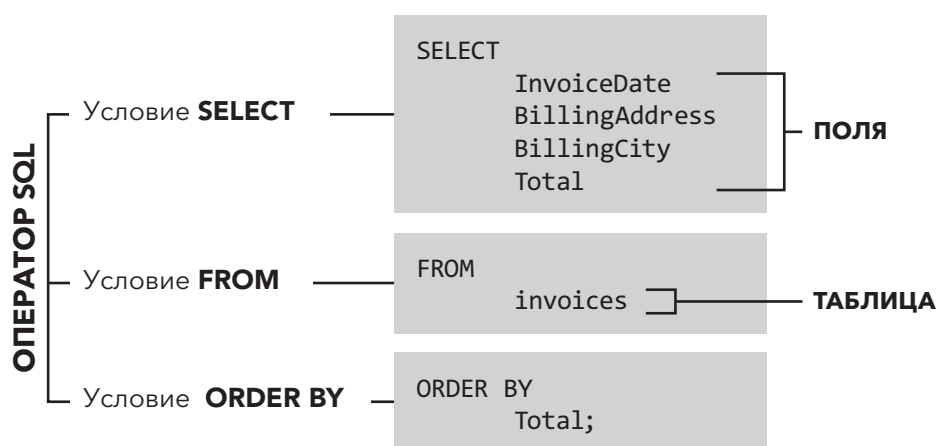 ОПЕРАТОР SQL
Условие SELECT
SELECT
InvoiceDate
BillingAddress
BillingCity
Total
ПОЛЯ
Условие FROM
FROM
invoices
ТАБЛИЦА
Условие ORDER BY
ORDER BY
Total;